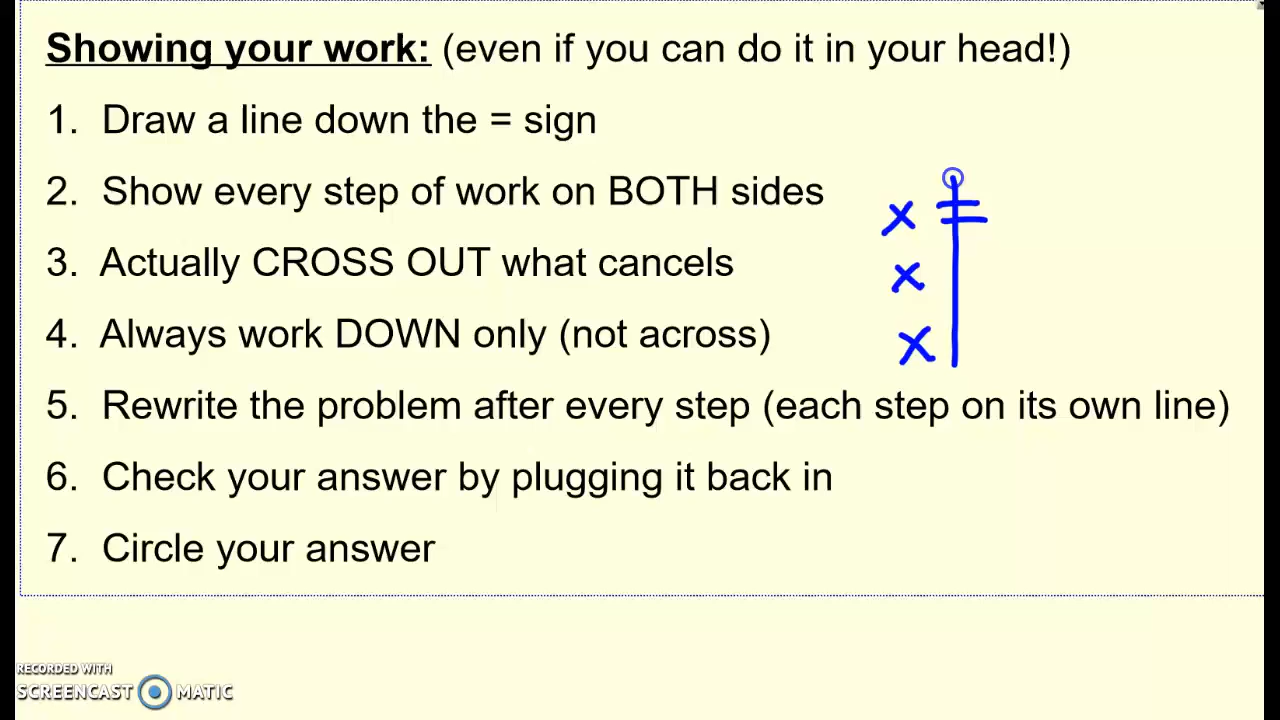 Showing your work: (even if you can do it in your head!)
1. Draw a line down the = sign
2. Show every step of work on BOTH sides
x =
3. Actually CROSS OUT what cancels
x
4. Always work DOWN only (not across)
x
5. Rewrite the problem after every step (each step on its own line)
6. Check your answer by plugging it back in
7. Circle your answer
RECORDED WITH
SCREENCAST MATIC